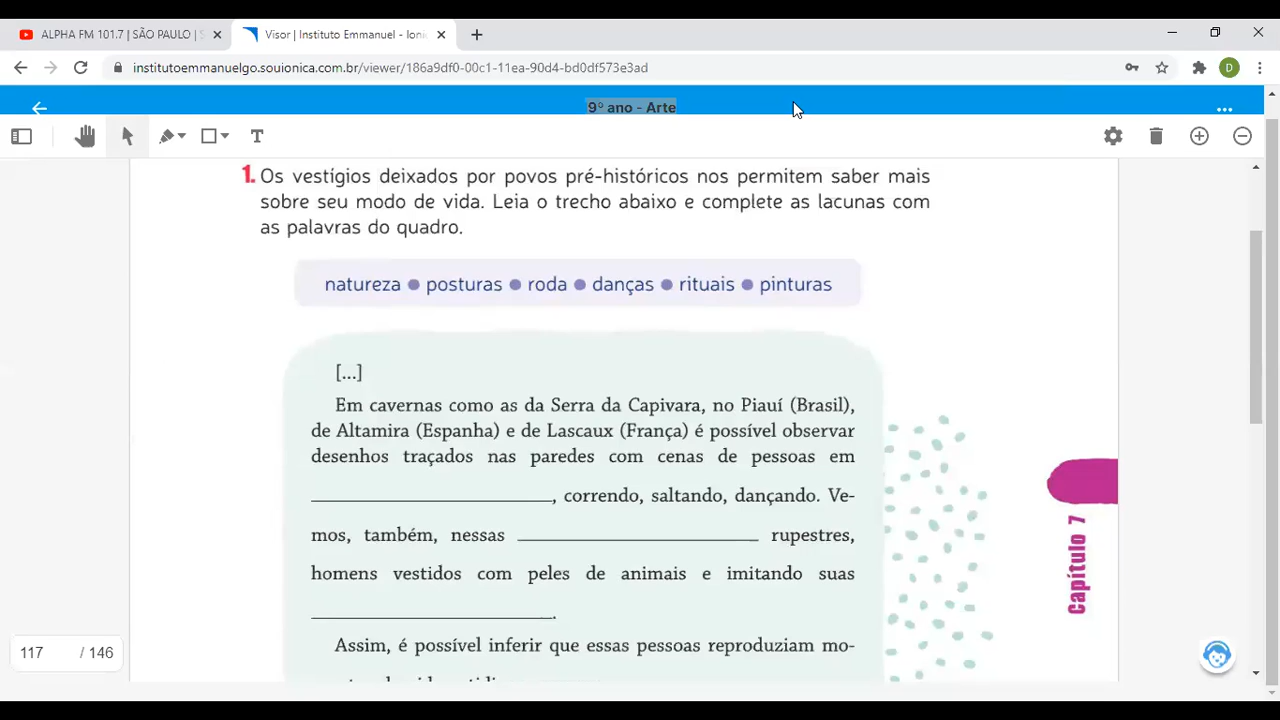 ALPHA FM 101.7 | SÃO PAULO |
Visor | Instituto Emmanuel - Ioni
institutoemmanuelgo.souionica.com.br/viewer/186a9df0-00c1-11ea-90d4-bd0df573e3ad
D
9º ano - Arte
T
1. Os vestígios deixados por povos pré-históricos nos permitem saber mais
sobre seu modo de vida. Leia o trecho abaixo e complete as lacunas com
as palavras do quadro.
natureza ● posturas ● roda ● danças ● rituais ● pinturas
[...]
Em cavernas como as da Serra da Capivara, no Piauí (Brasil),
de Altamira (Espanha) e de Lascaux (França) é possível observar
desenhos traçados nas paredes com cenas de pessoas em
____________________, correndo, saltando, dançando. Ve-
mos, também, nessas ____________________ rupestres,
homens vestidos com peles de animais e imitando suas
____________________.
Assim, é possível inferir que essas pessoas reproduziam mo-
Capítulo 7
117 / 146